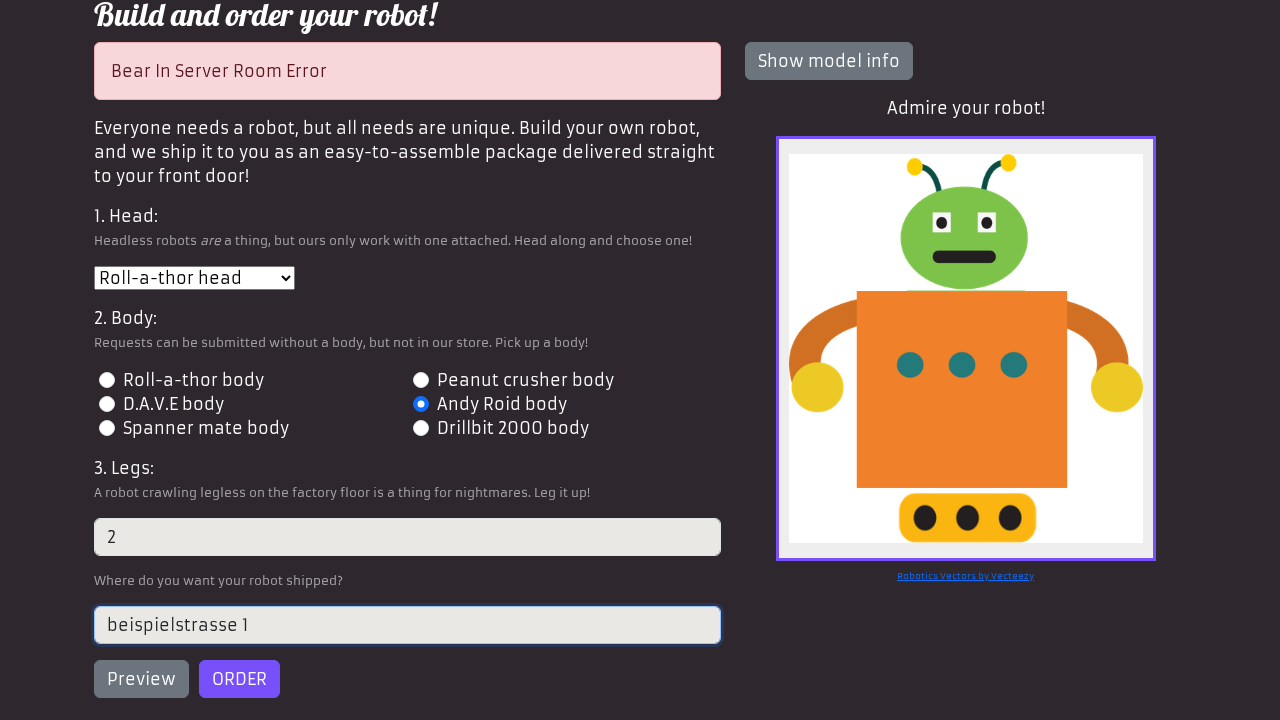 Build and order your robot!
Bear In Server Room Error
Show model info
Admire your robot!
Everyone needs a robot, but all needs are unique. Build your own robot,
and we ship it to you as an easy-to-assemble package delivered straight
to your front door!
1. Head:
Headless robots are a thing, but ours only work with one attached. Head along and choose one!
Roll-a-thor head
2. Body:
Requests can be submitted without a body, but not in our store. Pick up a body!
Roll-a-thor body
Peanut crusher body
D.A.V.E body
Andy Roid body
Spanner mate body
Drillbit 2000 body
3. Legs:
A robot crawling legless on the factory floor is a thing for nightmares. Leg it up!
2
Where do you want your robot shipped?
beispielstrasse 1
Preview
ORDER
Robotics Vectors by Vecteezy